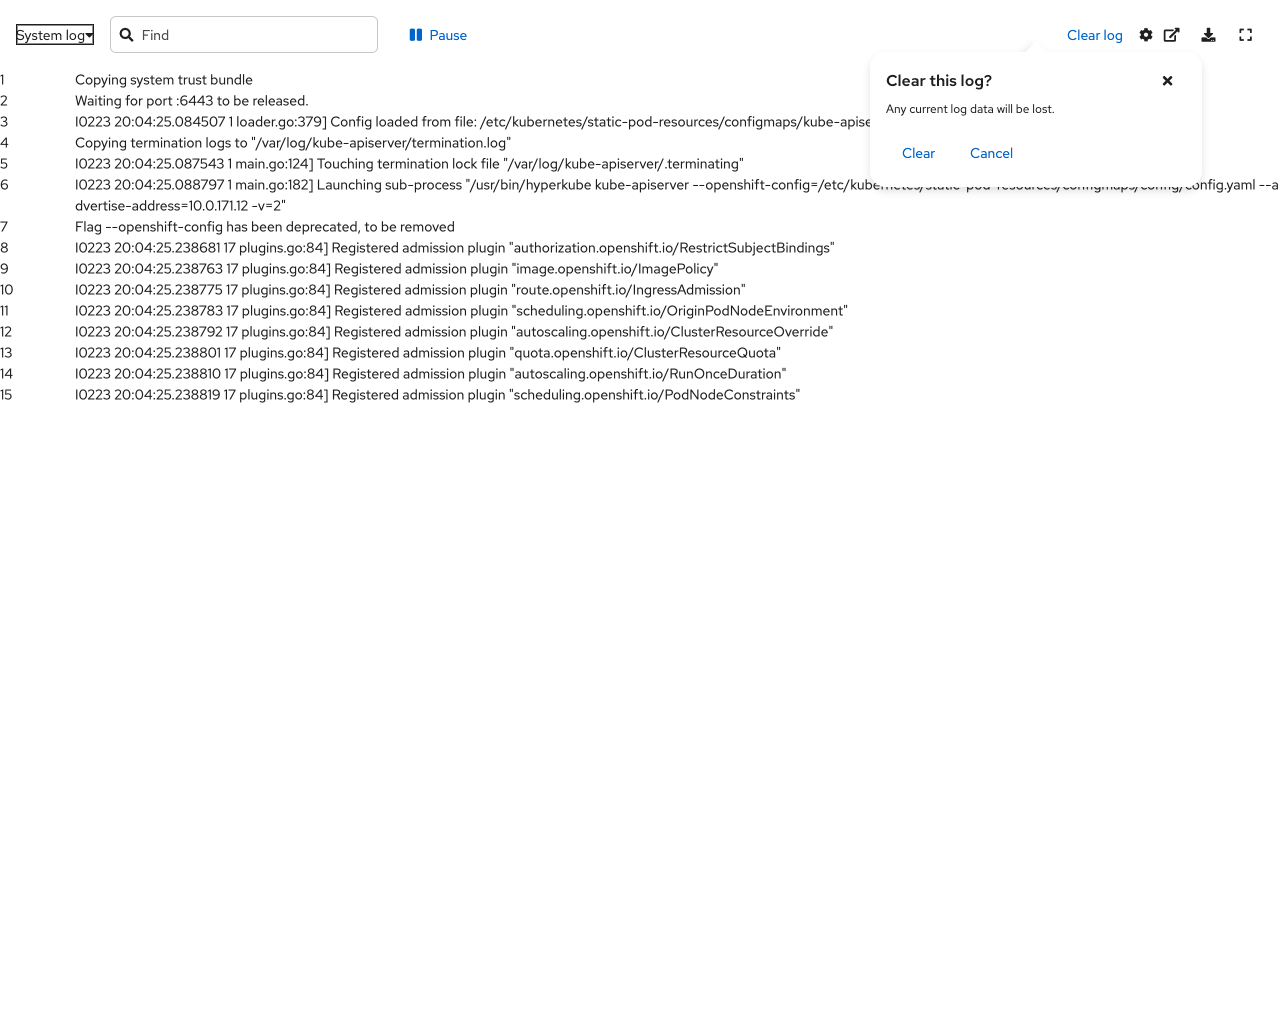 System log
Find
Pause
Clear log
Clear this log?
Any current log data will be lost.
Clear
Cancel
1 Copying system trust bundle
2 Waiting for port :6443 to be released.
3 I0223 20:04:25.084507 1 loader.go:379] Config loaded from file: /etc/kubernetes/static-pod-resources/configmaps/kube-apise
4 Copying termination logs to "/var/log/kube-apiserver/termination.log"
5 I0223 20:04:25.087543 1 main.go:124] Touching termination lock file "/var/log/kube-apiserver/.terminating"
6 I0223 20:04:25.088797 1 main.go:182] Launching sub-process "/usr/bin/hyperkube kube-apiserver --openshift-config=/etc/kubernetes/static-pod-resources/configmaps/config/config.yaml --a
dvertise-address=10.0.171.12 -v=2"
7 Flag --openshift-config has been deprecated, to be removed
8 I0223 20:04:25.238681 17 plugins.go:84] Registered admission plugin "authorization.openshift.io/RestrictSubjectBindings"
9 I0223 20:04:25.238763 17 plugins.go:84] Registered admission plugin "image.openshift.io/ImagePolicy"
10 I0223 20:04:25.238775 17 plugins.go:84] Registered admission plugin "route.openshift.io/IngressAdmission"
11 I0223 20:04:25.238783 17 plugins.go:84] Registered admission plugin "scheduling.openshift.io/OriginPodNodeEnvironment"
12 I0223 20:04:25.238792 17 plugins.go:84] Registered admission plugin "autoscaling.openshift.io/ClusterResourceOverride"
13 I0223 20:04:25.238801 17 plugins.go:84] Registered admission plugin "quota.openshift.io/ClusterResourceQuota"
14 I0223 20:04:25.238810 17 plugins.go:84] Registered admission plugin "autoscaling.openshift.io/RunOnceDuration"
15 I0223 20:04:25.238819 17 plugins.go:84] Registered admission plugin "scheduling.openshift.io/PodNodeConstraints"